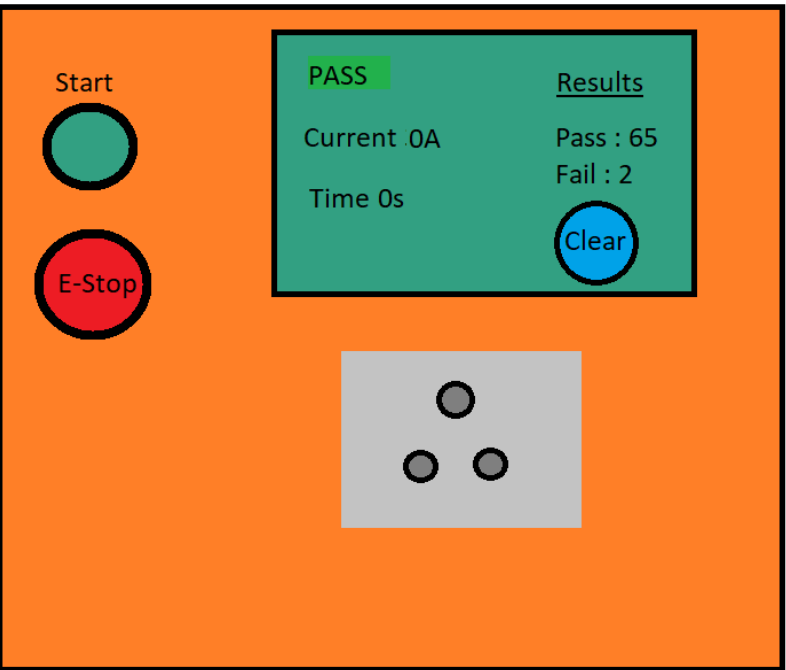 Start
E-Stop
PASS
Current 0A
Time 0s
Results
Pass : 65
Fail : 2
Clear